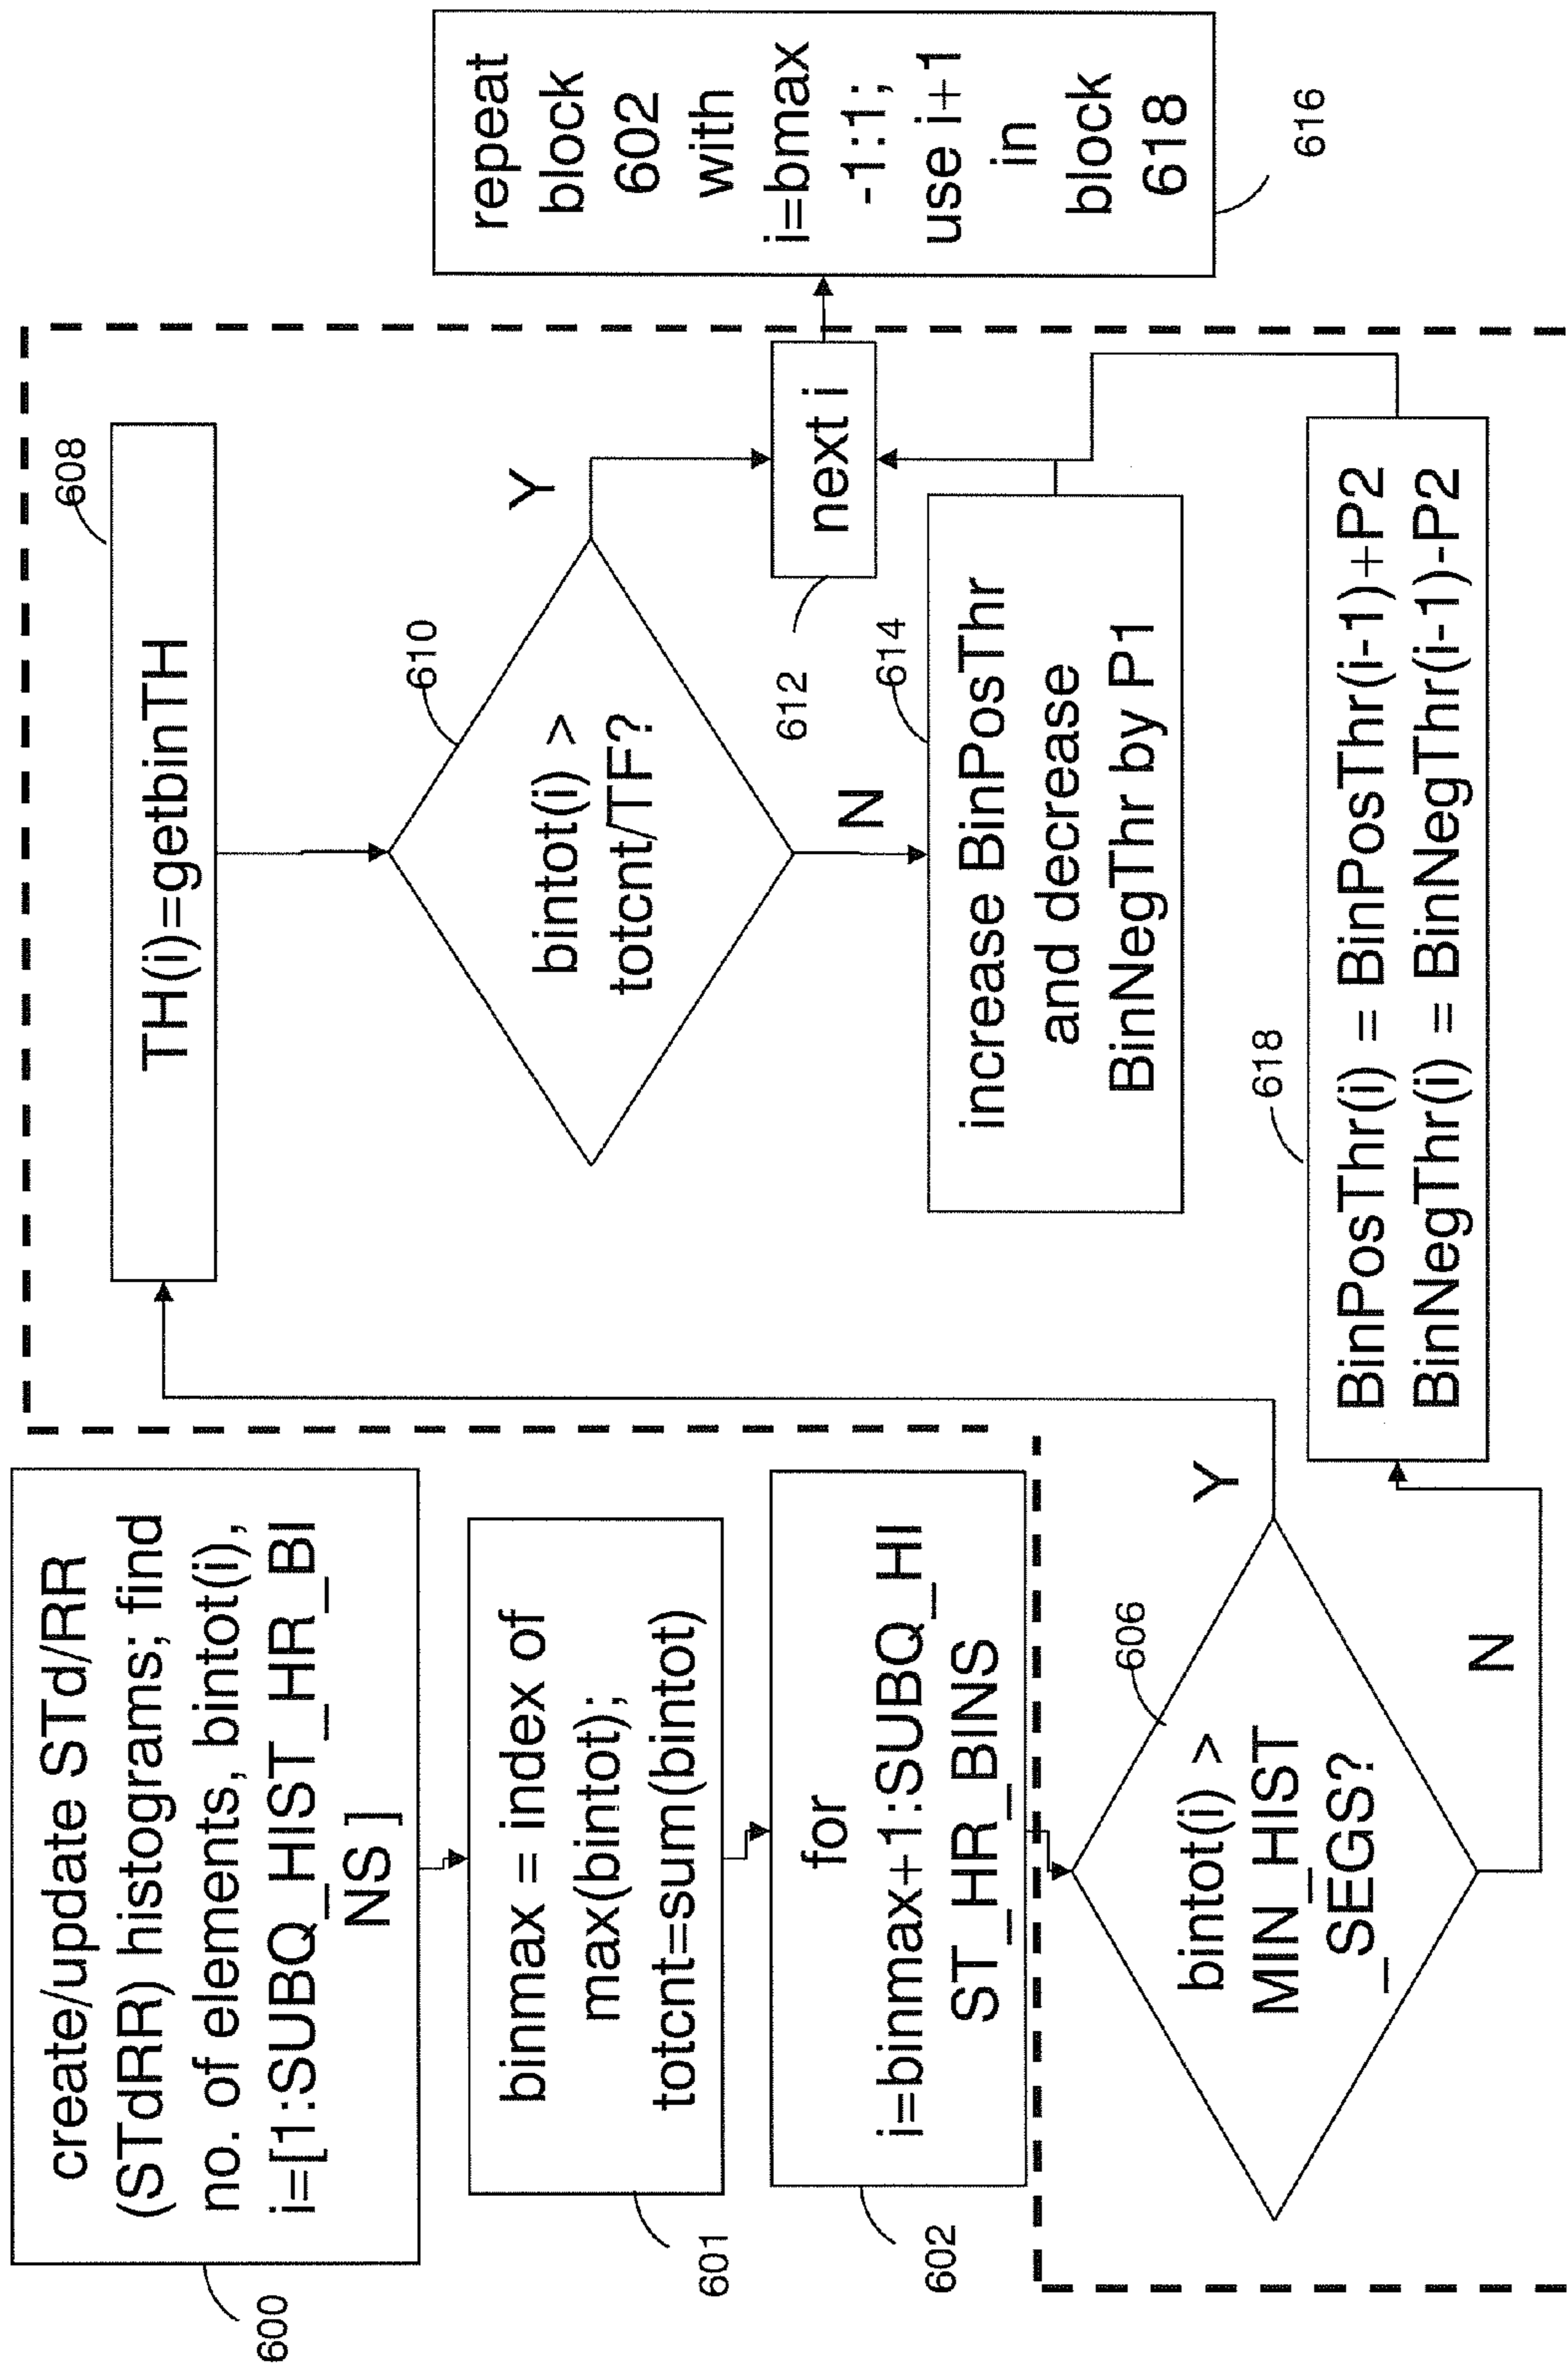 create/update STd/RR
(STdRR) histograms; find
no. of elements, bintot(i),
i=[1:SUBQ_HIST_HR_BI
NS ]
600
binmax = index of
max(bintot);
totcnt=sum(bintot)
601
for
i=binmax+1:SUBQ_HI
ST_HR_BINS
602
bintot(i) >
MIN_HIST
_SEGS?
606
Y
N
TH(i)=getbinTH
608
bintot(i) >
totcnt/TF?
610
Y
N
next i
612
increase BinPosThr
and decrease
BinNegThr by P1
614
BinPosThr(i) = BinPosThr(i-1)+P2
BinNegThr(i) = BinNegThr(i-1)-P2
618
repeat
block
602
with
i=bmax
-1:1;
use i+1
in
block
618
616